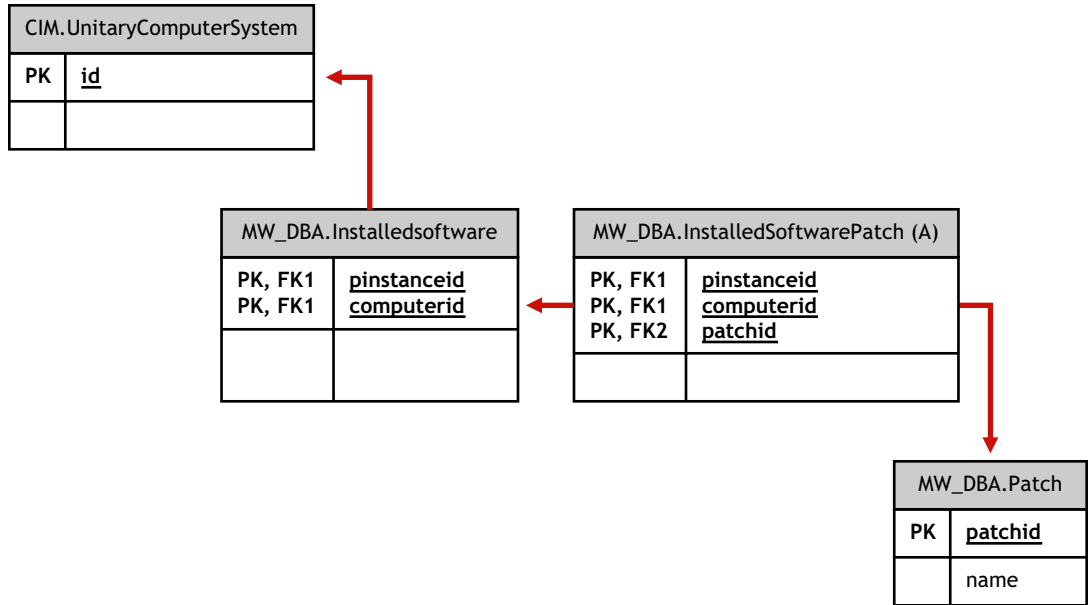 CIM.UnitaryComputerSystem
PK id
MW_DBA.Installedsoftware
PK, FK1 pinstanceid
PK, FK1 computerid
MW_DBA.InstalledSoftwarePatch (A)
PK, FK1 pinstanceid
PK, FK1 computerid
PK, FK2 patchid
MW_DBA.Patch
PK patchid
name